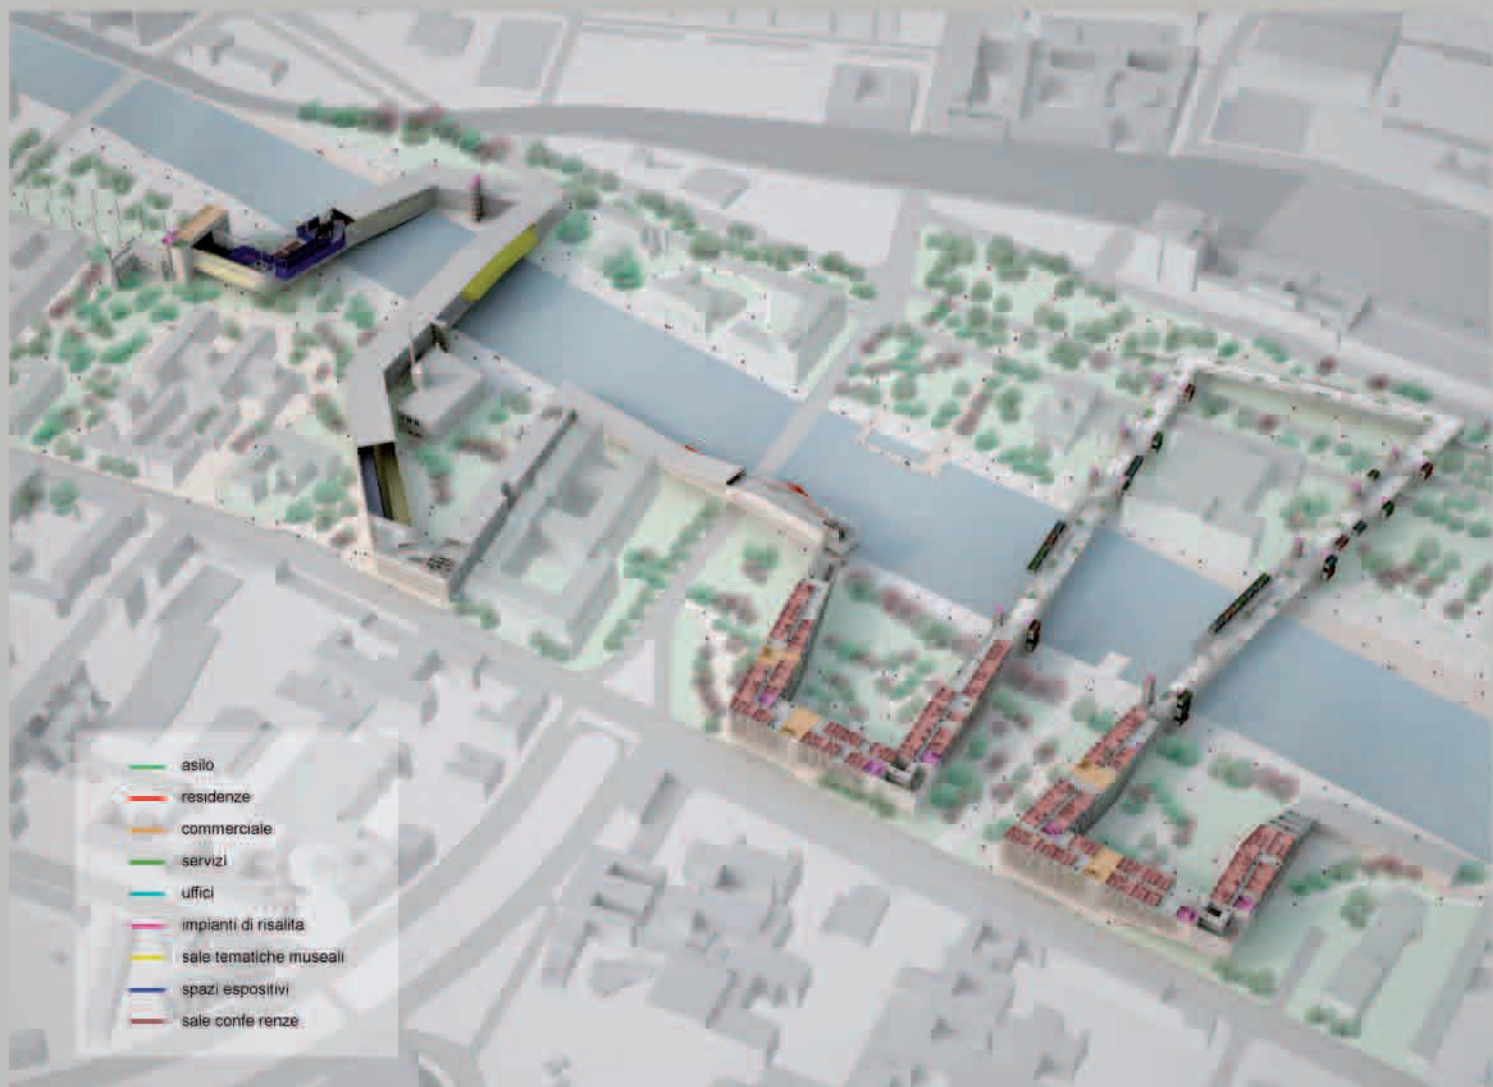 asilo
residenze
commerciale
servizi
uffici
impianti di risalita
sale tematiche museali
spazi espositivi
sale confe renze